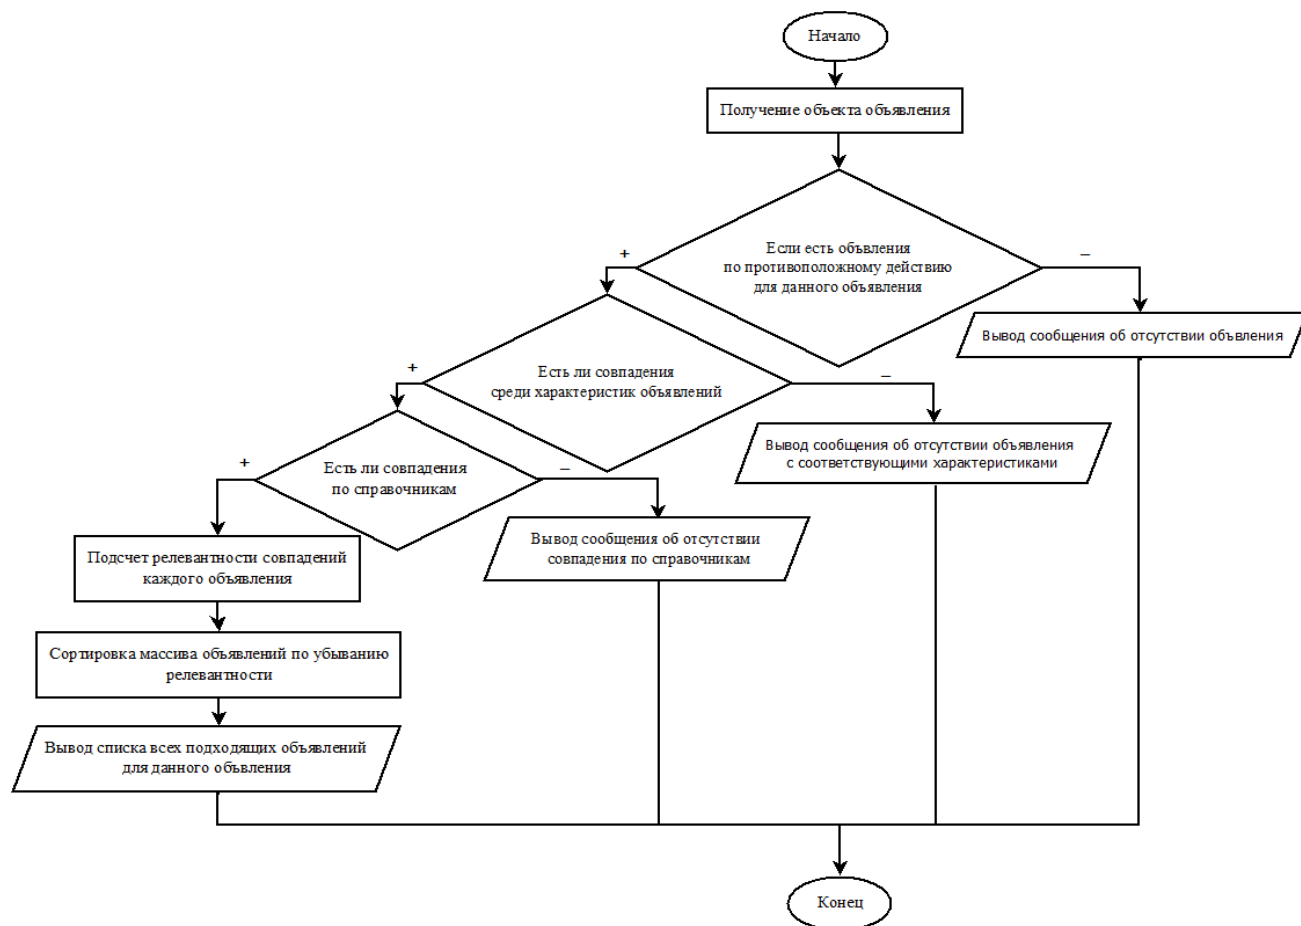 Начало
Получение объекта объявления
Если есть объвления
по противоположному действию
для данного объявления
+
–
Вывод сообщения об отсутствии объвления
Есть ли совпадения
среди характеристик объявлений
+
–
Вывод сообщения об отсутствии объявления
с соответствующими характеристиками
Есть ли совпадения
по справочникам
+
–
Вывод сообщения об отсутствии
совпадения по справочникам
Подсчет релевантности совпадений
каждого объявления
Сортировка массива объявлений по убыванию
релевантности
Вывод списка всех подходящих объявлений
для данного объвления
Конец